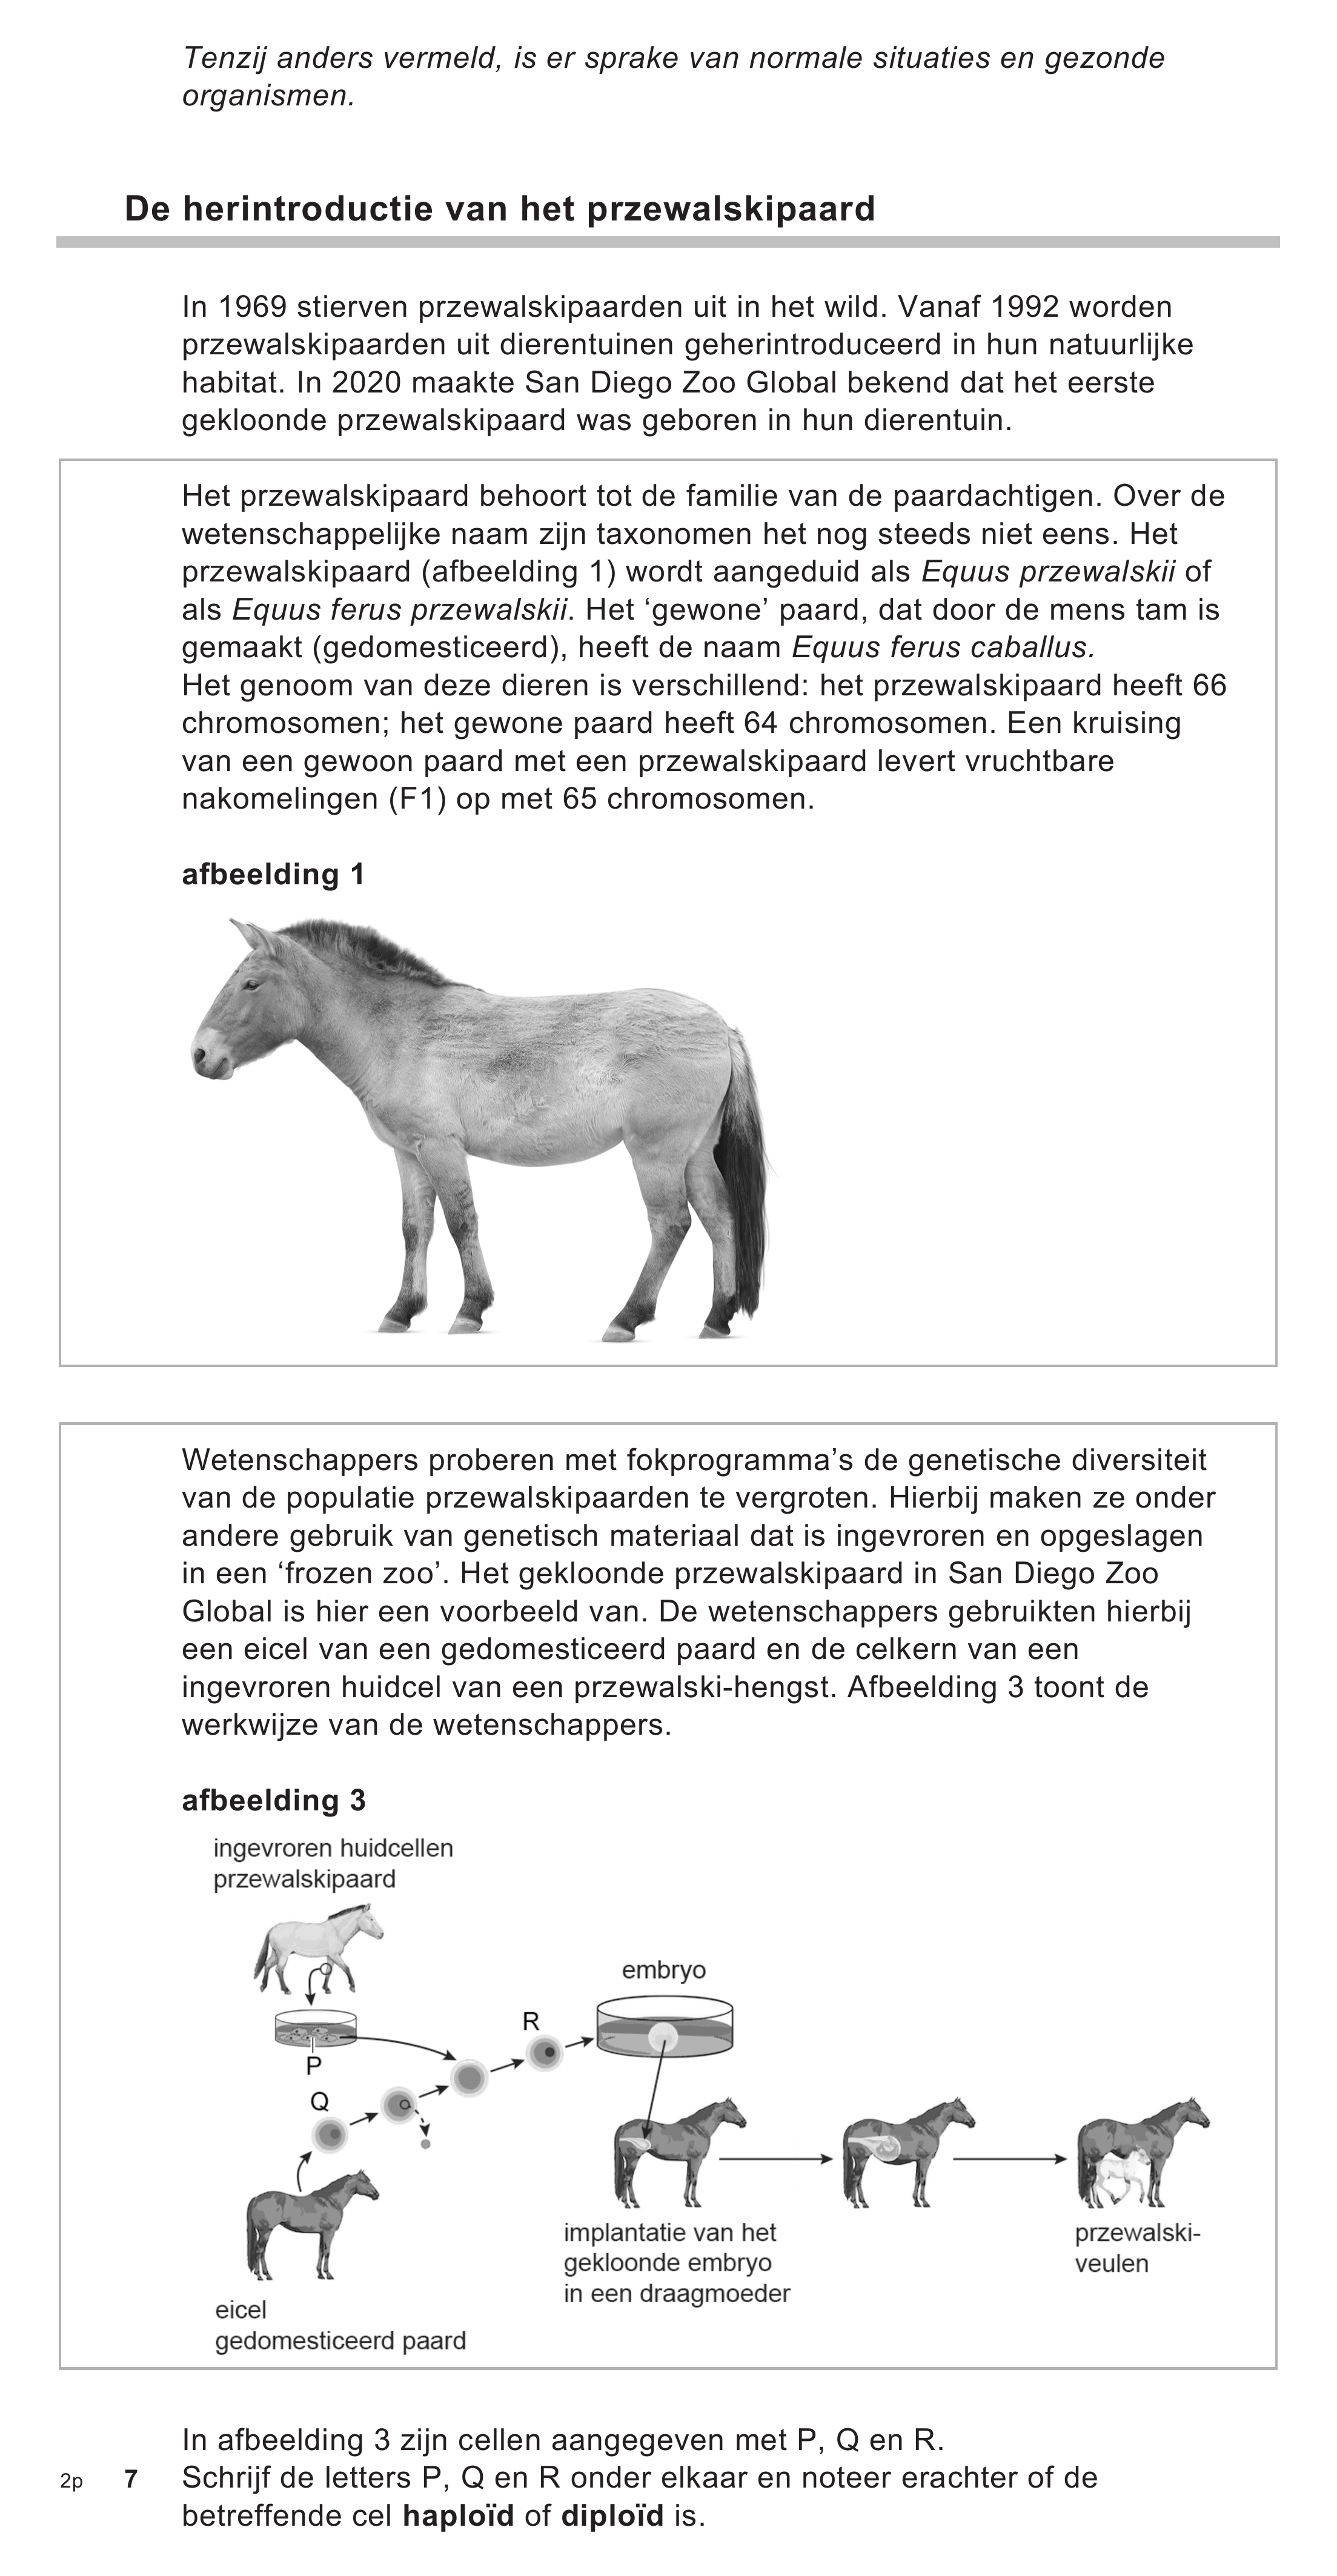 Tenzij anders vermeld, is er sprake van normale situaties en gezonde
organismen.
De herintroductie van het przewalskipaard
In 1969 stierven przewalskipaarden uit in het wild. Vanaf 1992 worden
przewalskipaarden uit dierentuinen geherintroduceerd in hun natuurlijke
habitat. In 2020 maakte San Diego Zoo Global bekend dat het eerste
gekloonde przewalskipaard was geboren in hun dierentuin.
Het przewalskipaard behoort tot de familie van de paardachtigen. Over de
wetenschappelijke naam zijn taxonomen het nog steeds niet eens. Het
przewalskipaard (afbeelding 1) wordt aangeduid als Equus przewalskii of
als Equus ferus przewalskii. Het ‘gewone’ paard, dat door de mens tam is
gemaakt (gedomesticeerd), heeft de naam Equus ferus caballus.
Het genoom van deze dieren is verschillend: het przewalskipaard heeft 66
chromosomen; het gewone paard heeft 64 chromosomen. Een kruising
van een gewoon paard met een przewalskipaard levert vruchtbare
nakomelingen (F1) op met 65 chromosomen.
afbeelding 1
Wetenschappers proberen met fokprogramma’s de genetische diversiteit
van de populatie przewalskipaarden te vergroten. Hierbij maken ze onder
andere gebruik van genetisch materiaal dat is ingevroren en opgeslagen
in een ‘frozen zoo’. Het gekloonde przewalskipaard in San Diego Zoo
Global is hier een voorbeeld van. De wetenschappers gebruikten hierbij
een eicel van een gedomesticeerd paard en de celkern van een
ingevroren huidcel van een przewalski-hengst. Afbeelding 3 toont de
werkwijze van de wetenschappers.
afbeelding 3
ingevroren huidcellen
przewalskipaard
embryo
R
P
Q
implantatie van het
gekloonde embryo
in een draagmoeder
przewalski-
veulen
eicel
gedomesticeerd paard
In afbeelding 3 zijn cellen aangegeven met P, Q en R.
2p 7 Schrijf de letters P, Q en R onder elkaar en noteer erachter of de
betreffende cel haploïd of diploïd is.